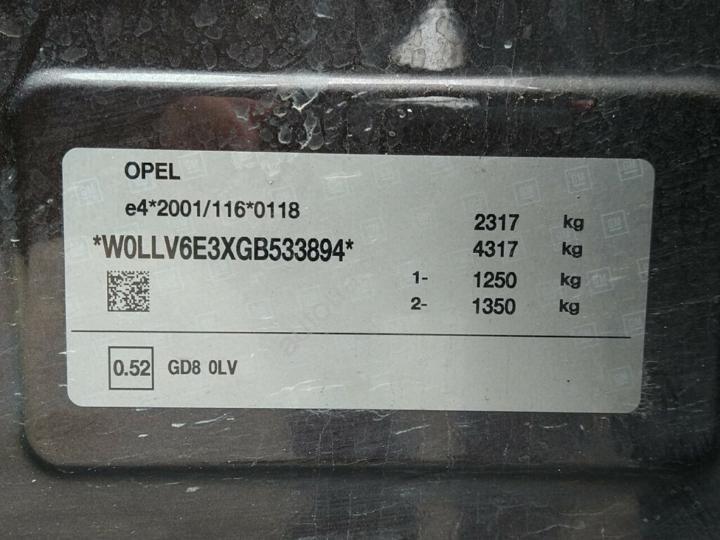 OPEL
e4*2001/116*0118
2317 kg
*W0LLV6E3XGB533894* 4317 kg
1- 1250 kg
2- 1350 kg
0.52 GD8 0LV